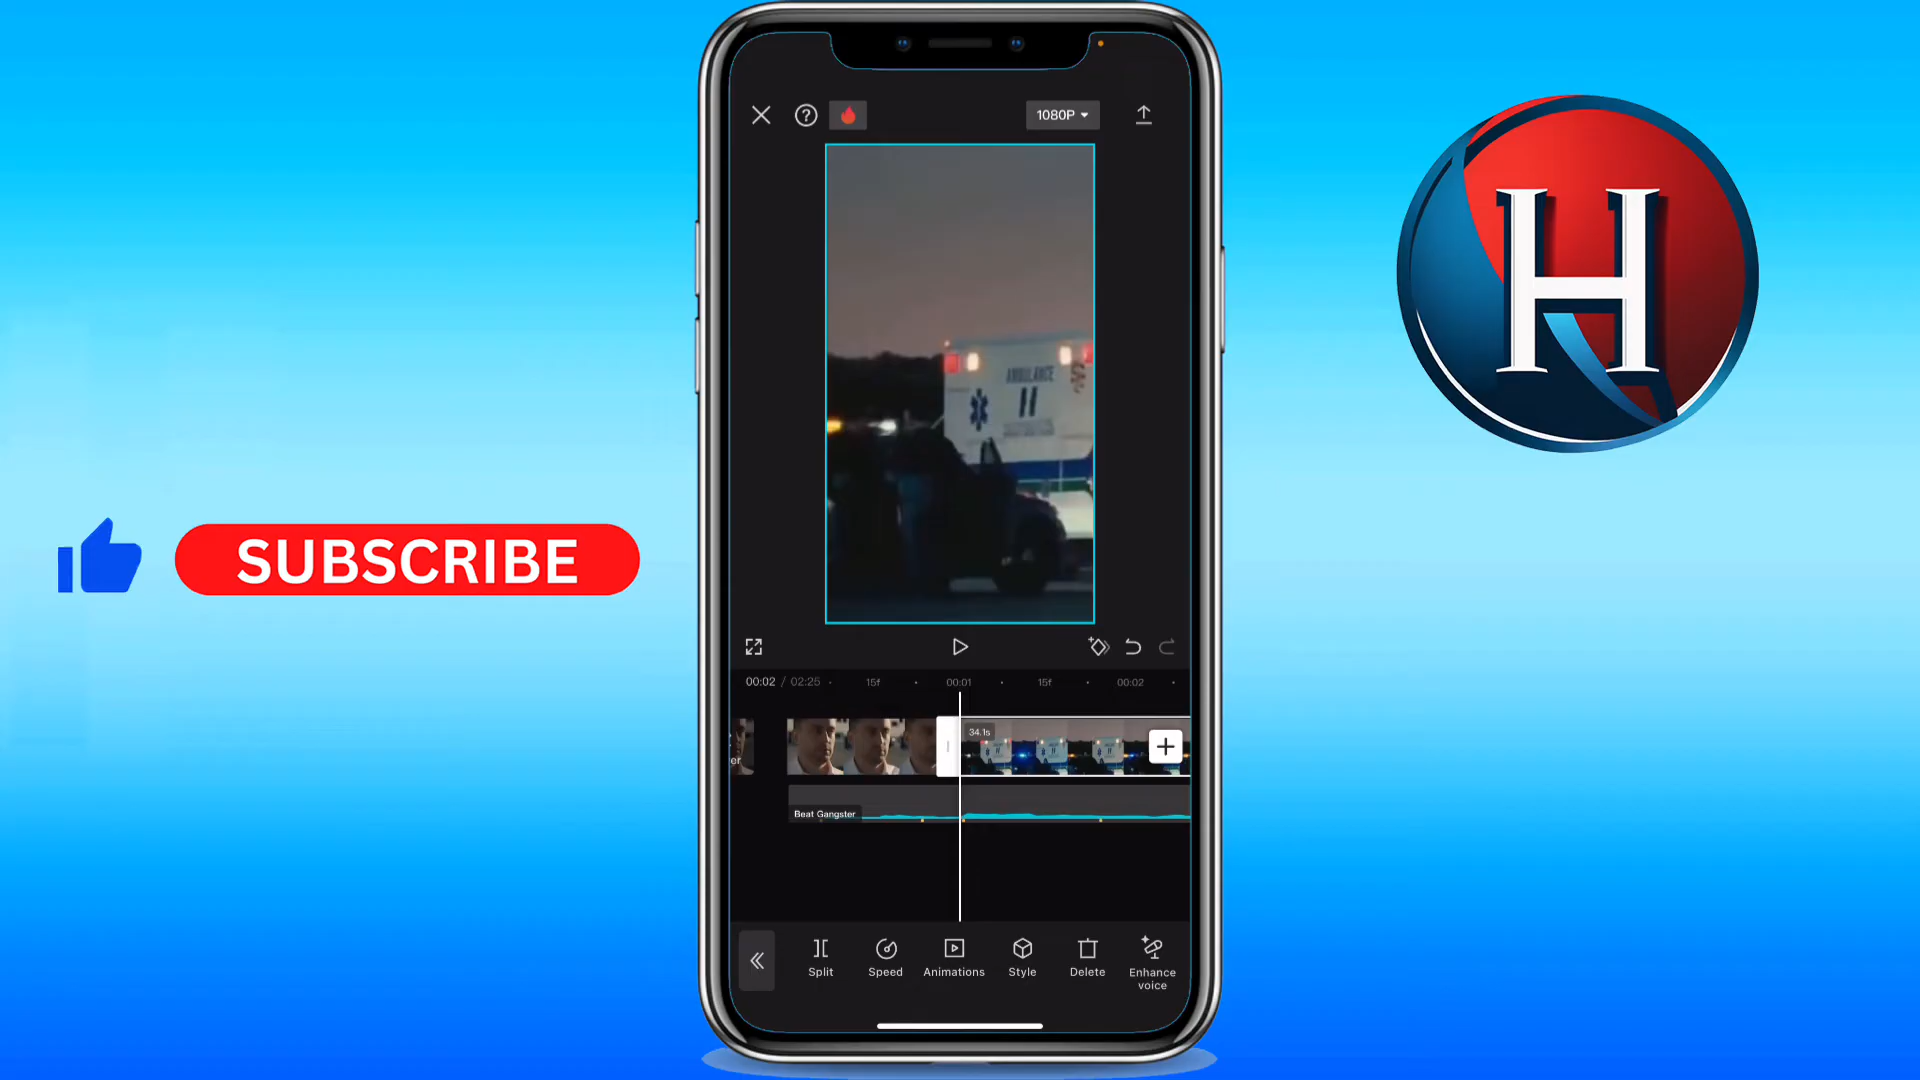 1080P
AMBULANCE
H
SUBSCRIBE
00:02 / 02:25
15f
00:01
15f
00:02
er
34.1s
Beat Gangster
Split
Speed
Animations
Style
Delete
Enhance
voice